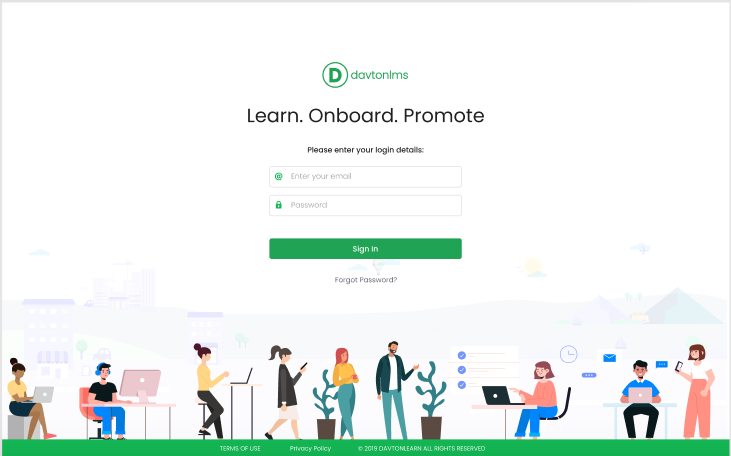 D davtonlms
Learn. Onboard. Promote
Please enter your login details:
@ Enter your email
Password
Sign In
Forgot Password?
TERMS OF USE Privacy Policy © 2019 DAVTONLEARN ALL RIGHTS RESERVED